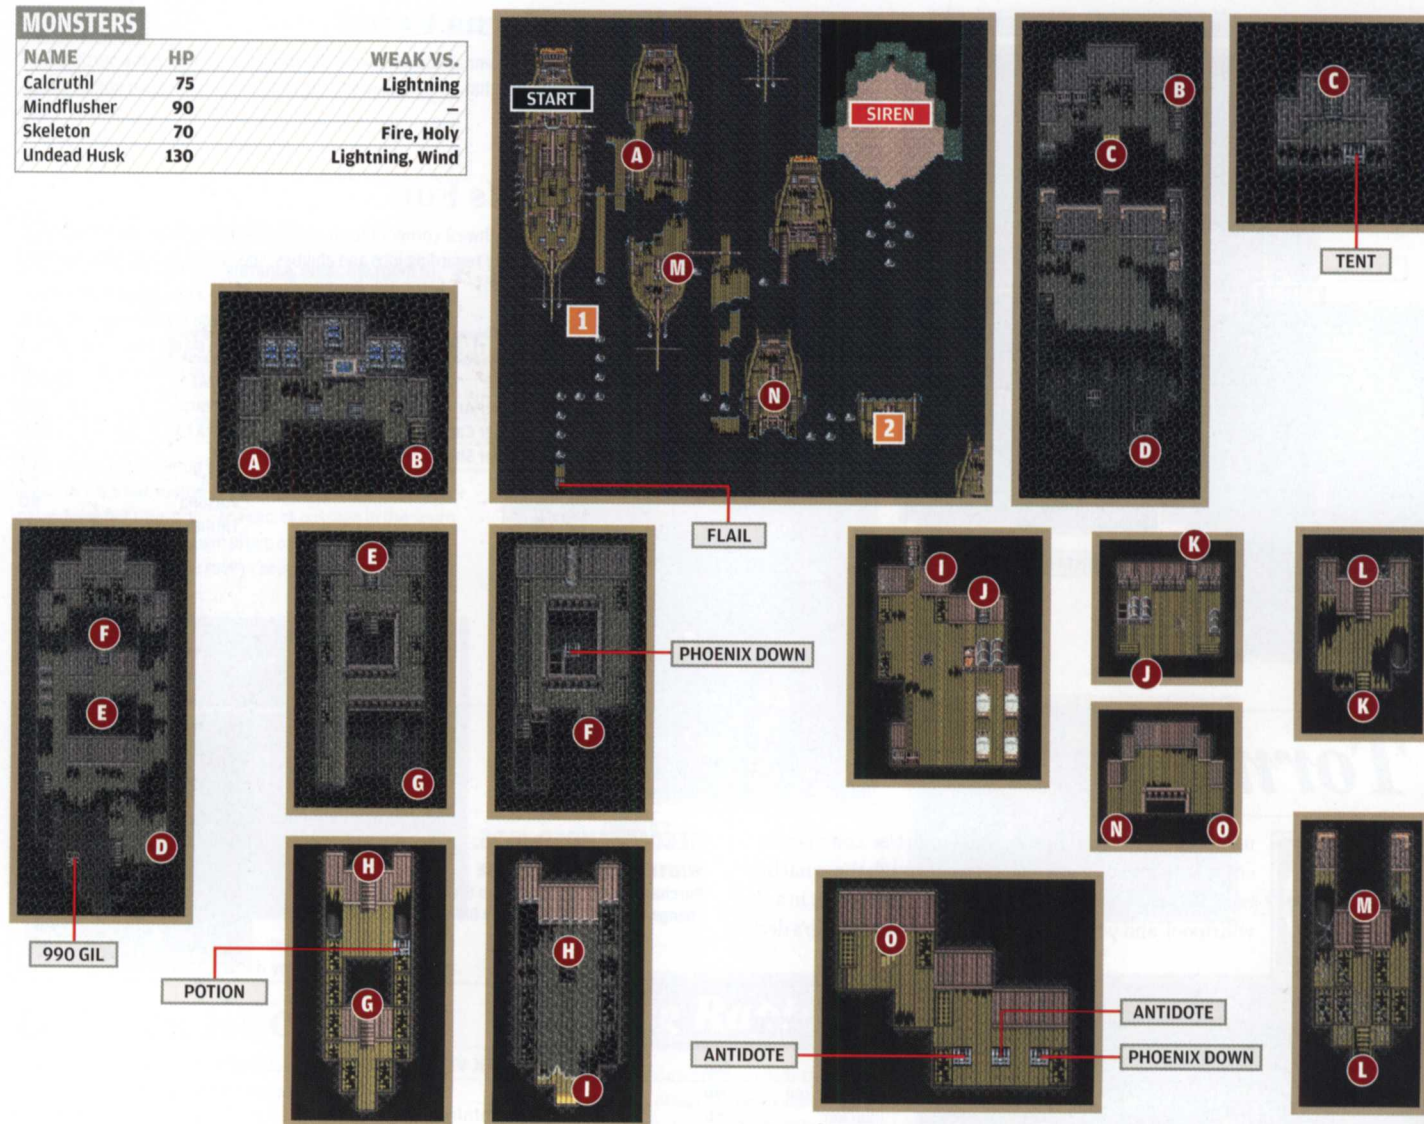 MONSTERS
NAME HP WEAK VS.
Calcruthl 75 Lightning
Mindflusher 90 –
Skeleton 70 Fire, Holy
Undead Husk 130 Lightning, Wind
START
SIREN
A
M
1
N
2
FLAIL
B
C
D
C
TENT
A
B
F
E
D
990 GIL
E
G
PHOENIX DOWN
F
I
J
K
J
L
K
N
O
H
G
POTION
H
I
O
ANTIDOTE
ANTIDOTE
PHOENIX DOWN
M
L